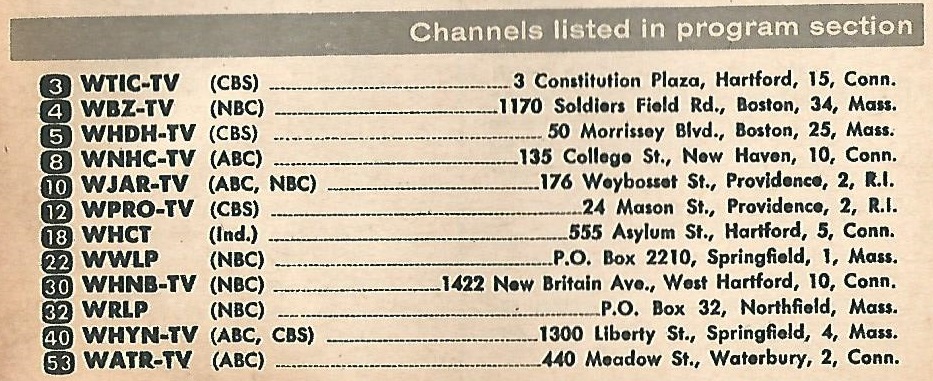 Channels listed in program section
3 WTIC-TV (CBS) 3 Constitution Plaza, Hartford, 15, Conn.
4 WBZ-TV (NBC) 1170 Soldiers Field Rd., Boston, 34, Mass.
5 WHDH-TV (CBS) 50 Morrissey Blvd., Boston, 25, Mass.
8 WNHC-TV (ABC) 135 College St., New Haven, 10, Conn.
10 WJAR-TV (ABC, NBC) 176 Weybosset St., Providence, 2, R.I.
12 WPRO-TV (CBS) 24 Mason St., Providence, 2, R.I.
18 WHCT (Ind.) 555 Asylum St., Hartford, 5, Conn.
22 WWLP (NBC) P.O. Box 2210, Springfield, 1, Mass.
30 WHNB-TV (NBC) 1422 New Britain Ave., West Hartford, 10, Conn.
32 WRLP (NBC) P.O. Box 32, Northfield, Mass.
40 WHYN-TV (ABC, CBS) 1300 Liberty St., Springfield, 4, Mass.
53 WATR-TV (ABC) 440 Meadow St., Waterbury, 2, Conn.